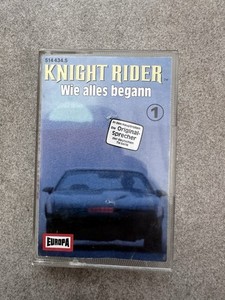 514 434.8
KNIGHT RIDER
Wie alles begann
1
Original-
Sprecher
EUROPA